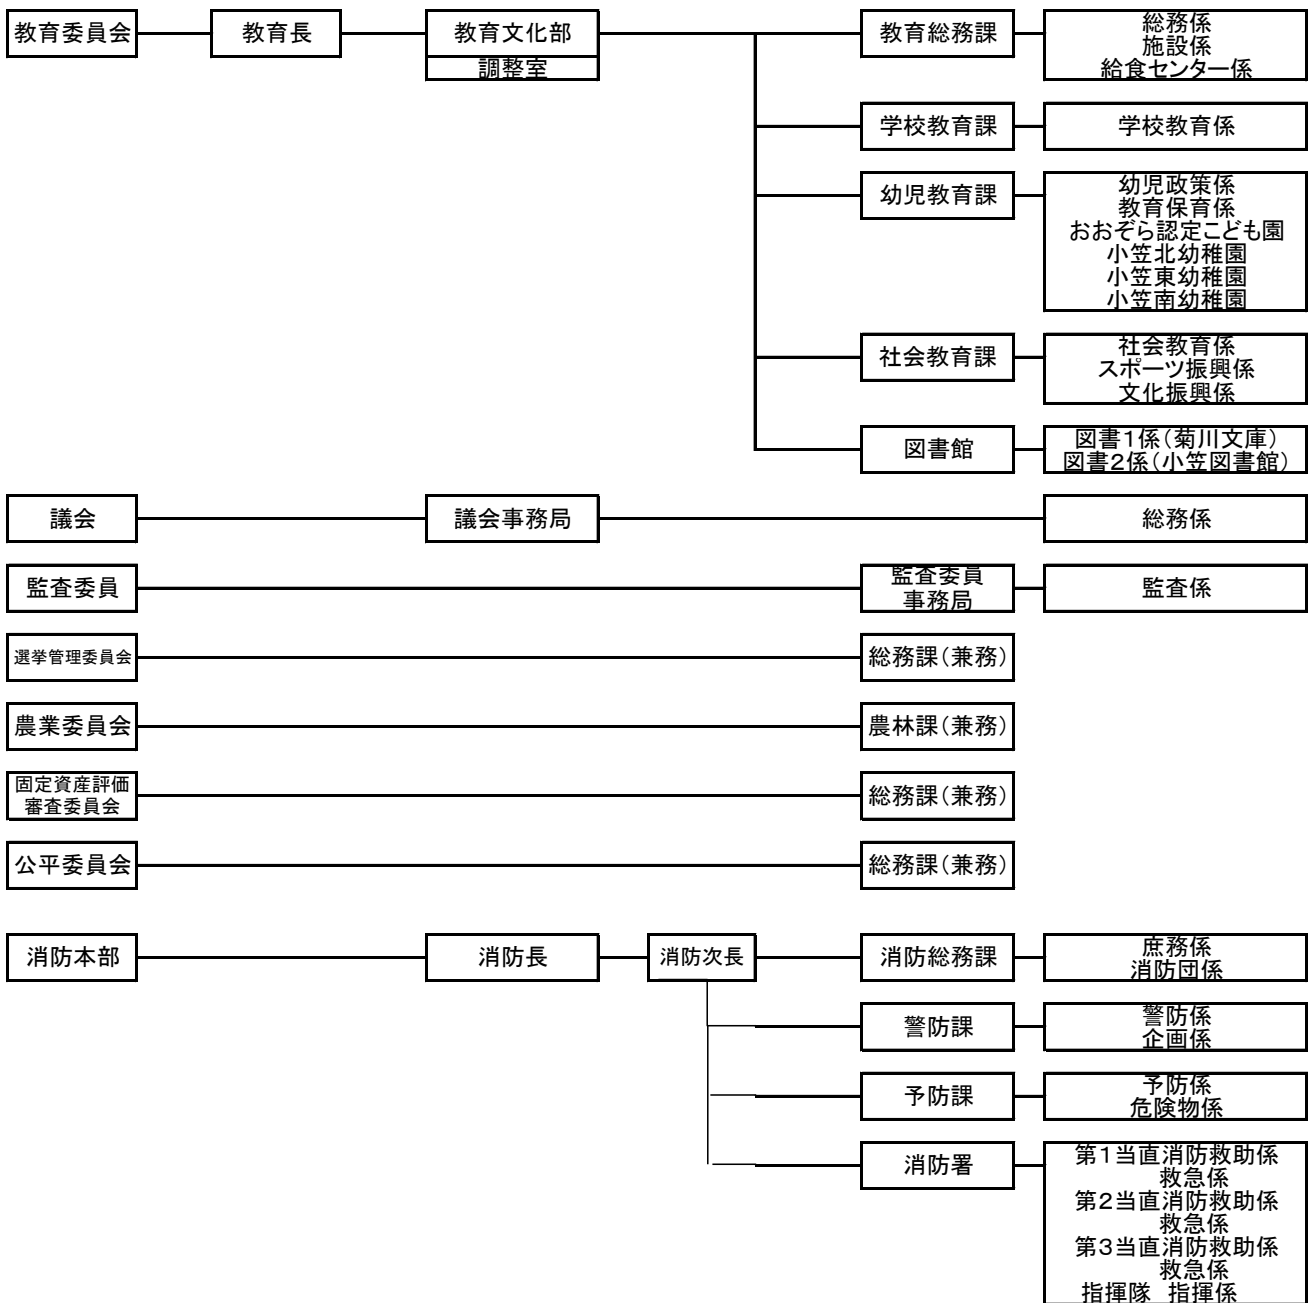 教育委員会
教育長
教育文化部
調整室
教育総務課
総務係
施設係
給食センター係
学校教育課
学校教育係
幼児教育課
幼児政策係
教育保育係
おおぞら認定こども園
小笠北幼稚園
小笠東幼稚園
小笠南幼稚園
社会教育課
社会教育係
スポーツ振興係
文化振興係
図書館
図書1係(菊川文庫)
図書2係(小笠図書館)
議会
議会事務局
総務係
監査委員
監査委員
事務局
監査係
選挙管理委員会
総務課(兼務)
農業委員会
農林課(兼務)
固定資産評価
審査委員会
総務課(兼務)
公平委員会
総務課(兼務)
消防本部
消防長
消防次長
消防総務課
庶務係
消防団係
警防課
警防係
企画係
予防課
予防係
危険物係
消防署
第1当直消防救助係
救急係
第2当直消防救助係
救急係
第3当直消防救助係
救急係
指揮隊 指揮係